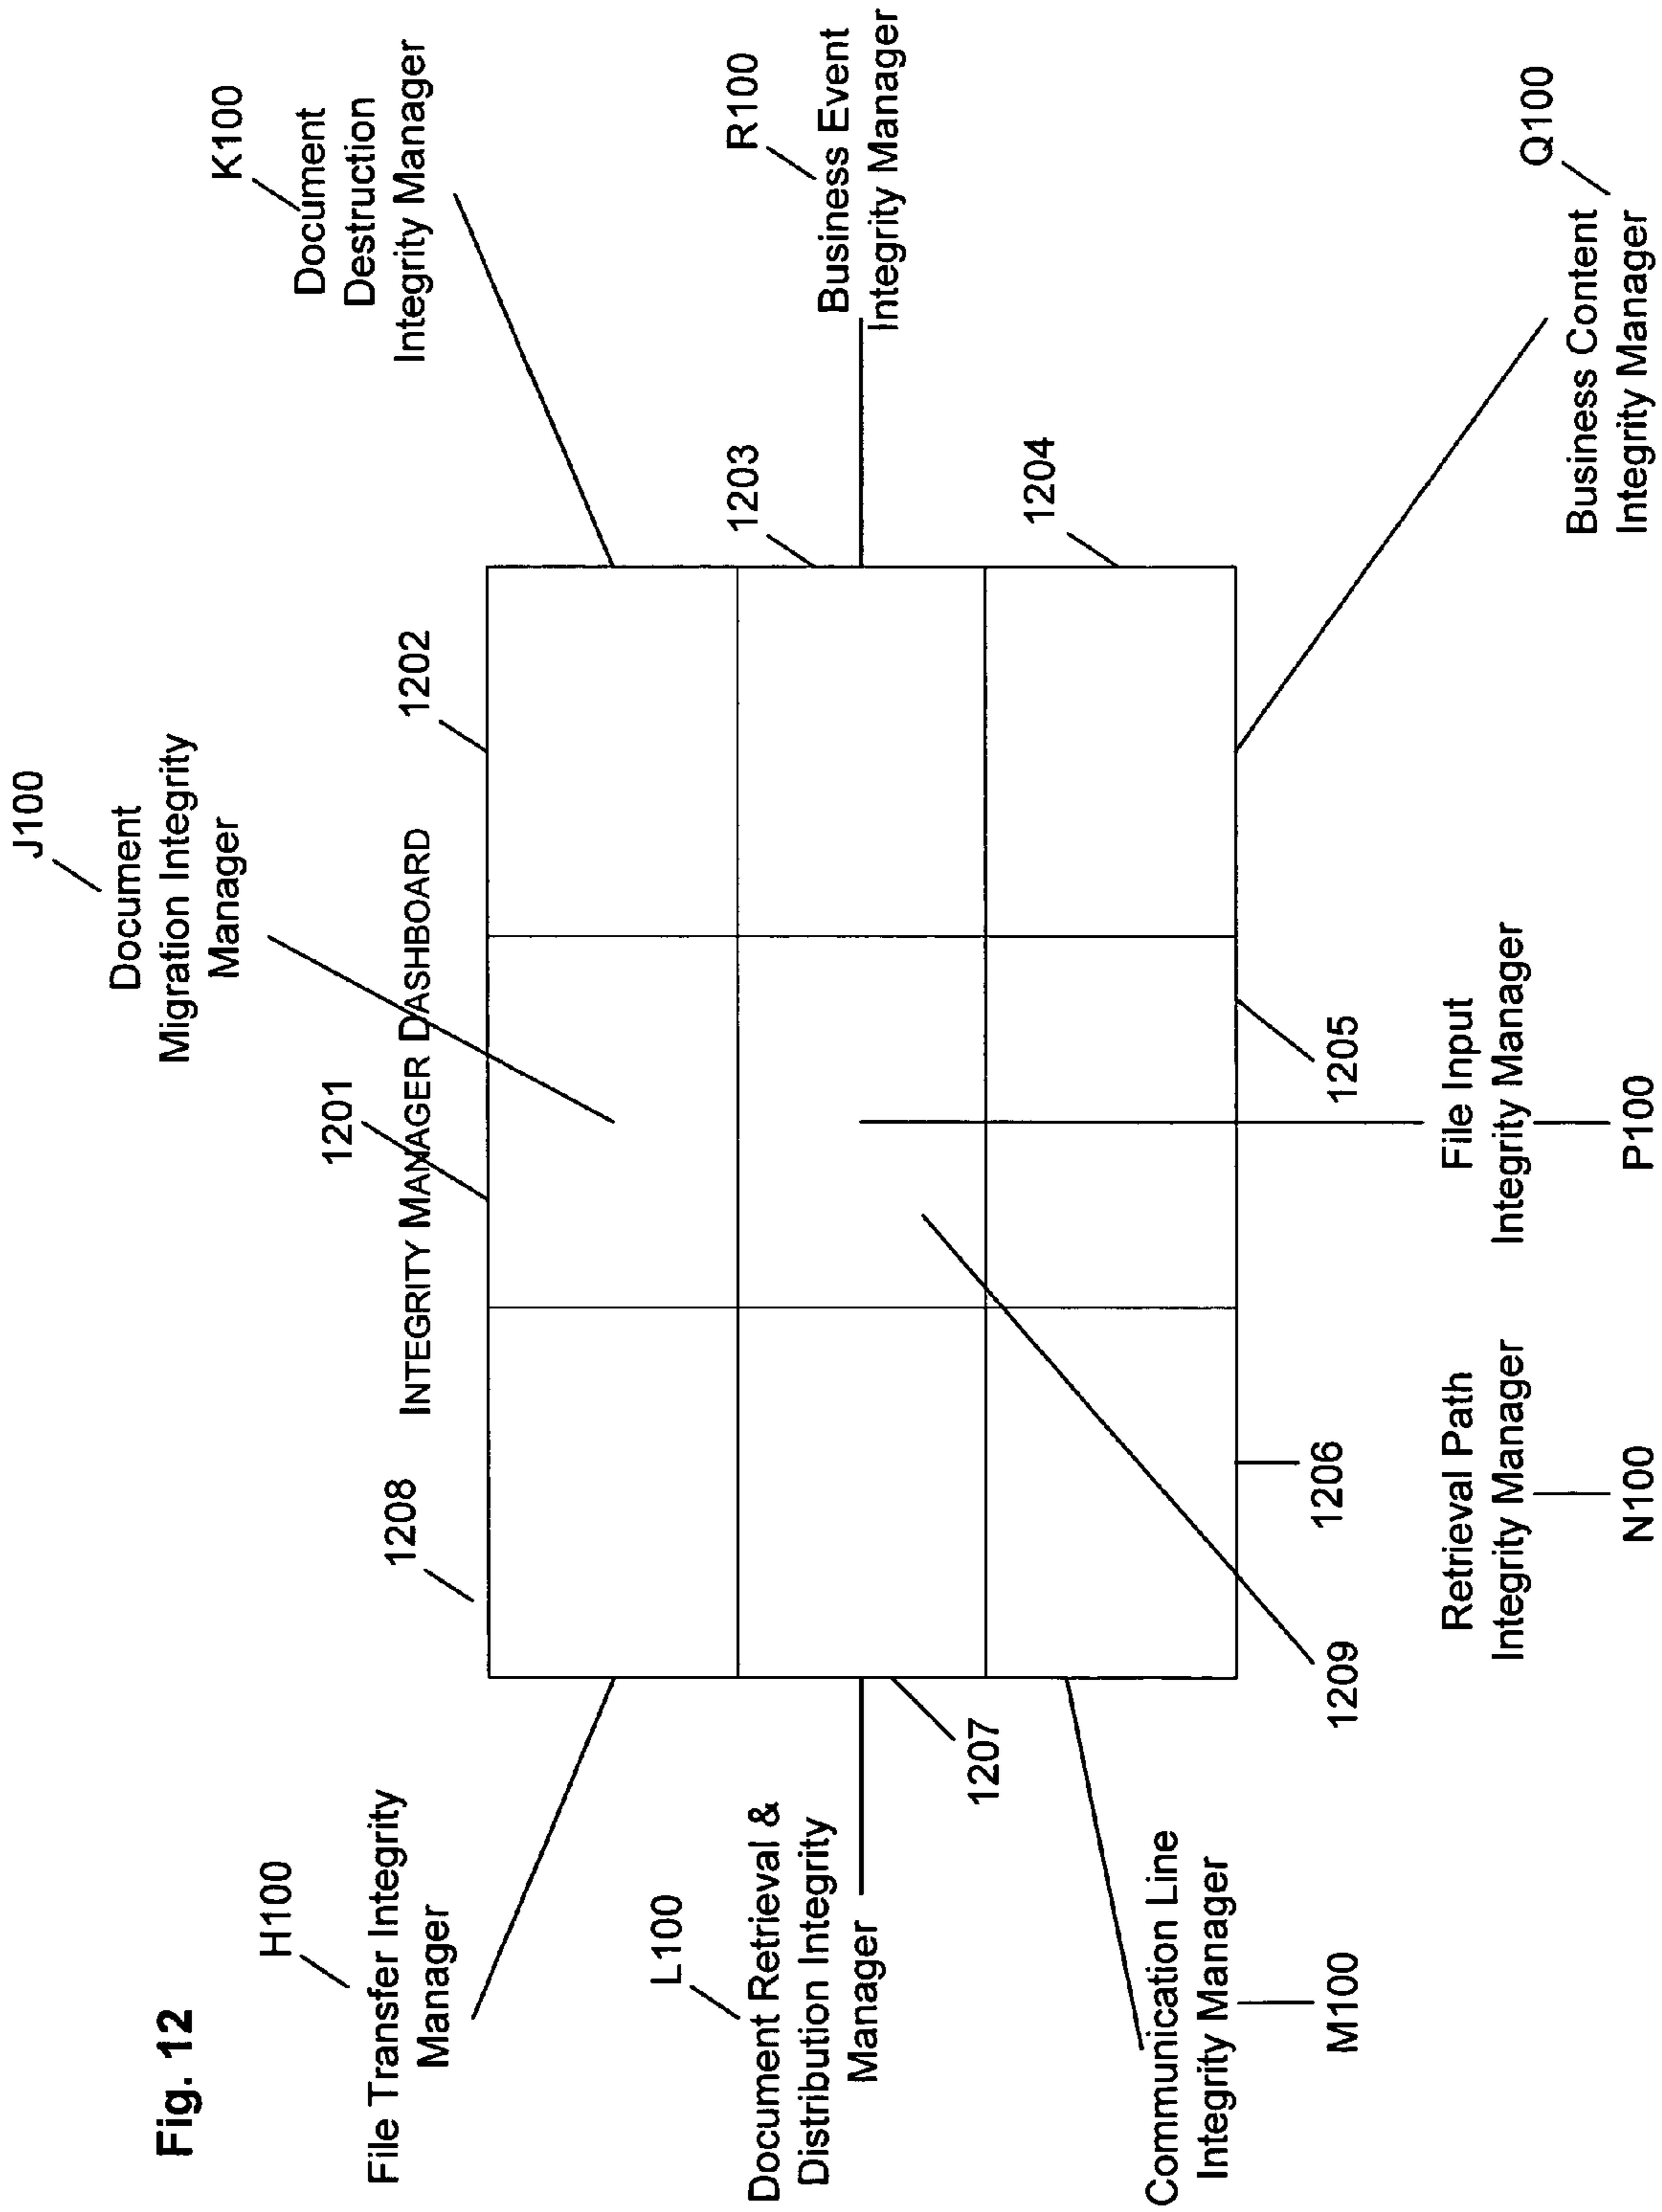 Fig. 12
J100
Document
Migration Integrity
Manager
K100
Document
Destruction
Integrity Manager
H100
File Transfer Integrity
Manager
1201
1208
INTEGRITY MANAGER DASHBOARD
1202
L100
Document Retrieval &
Distribution Integrity
Manager
1203
R100
Business Event
Integrity Manager
1207
1204
Communication Line
Integrity Manager
M100
1209
1206
1205
Retrieval Path
Integrity Manager
N100
File Input
Integrity Manager
P100
Q100
Business Content
Integrity Manager